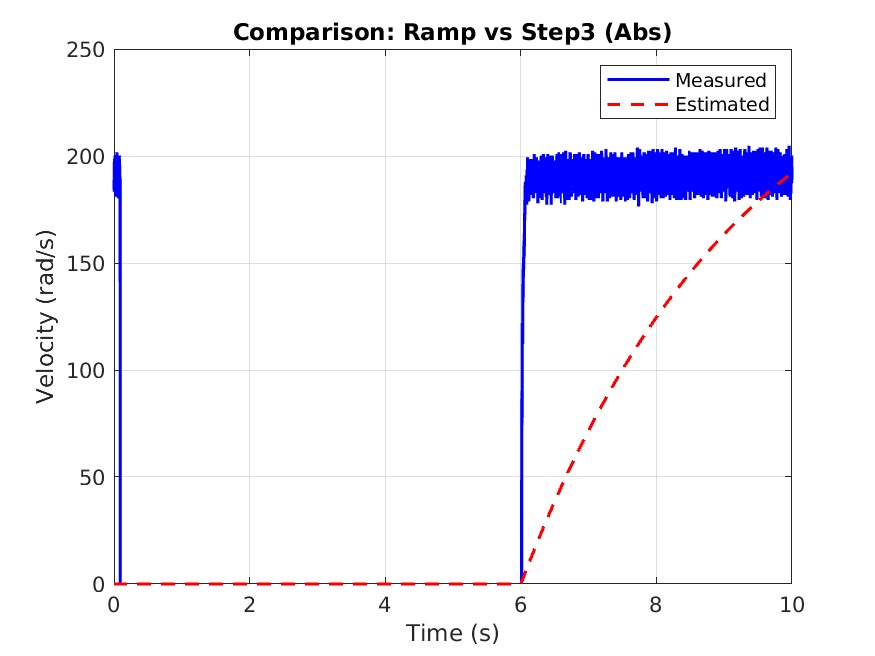 Comparison: Ramp vs Step3 (Abs)
Measured
Estimated
250
200
150
100
50
0
Velocity (rad/s)
0 2 4 6 8 10
Time (s)